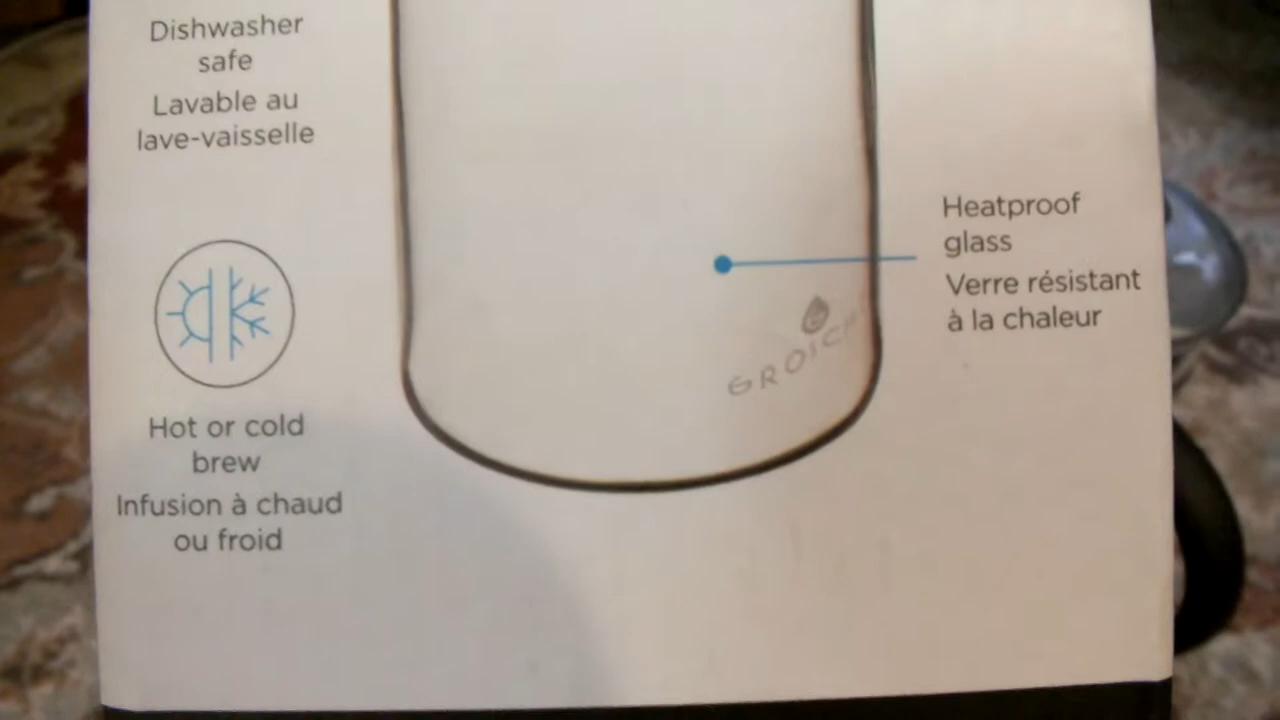 Dishwasher
safe
Lavable au
lave-vaisselle
Hot or cold
brew
Infusion à chaud
ou froid
GROSCHE
Heatproof
glass
Verre résistant
à la chaleur